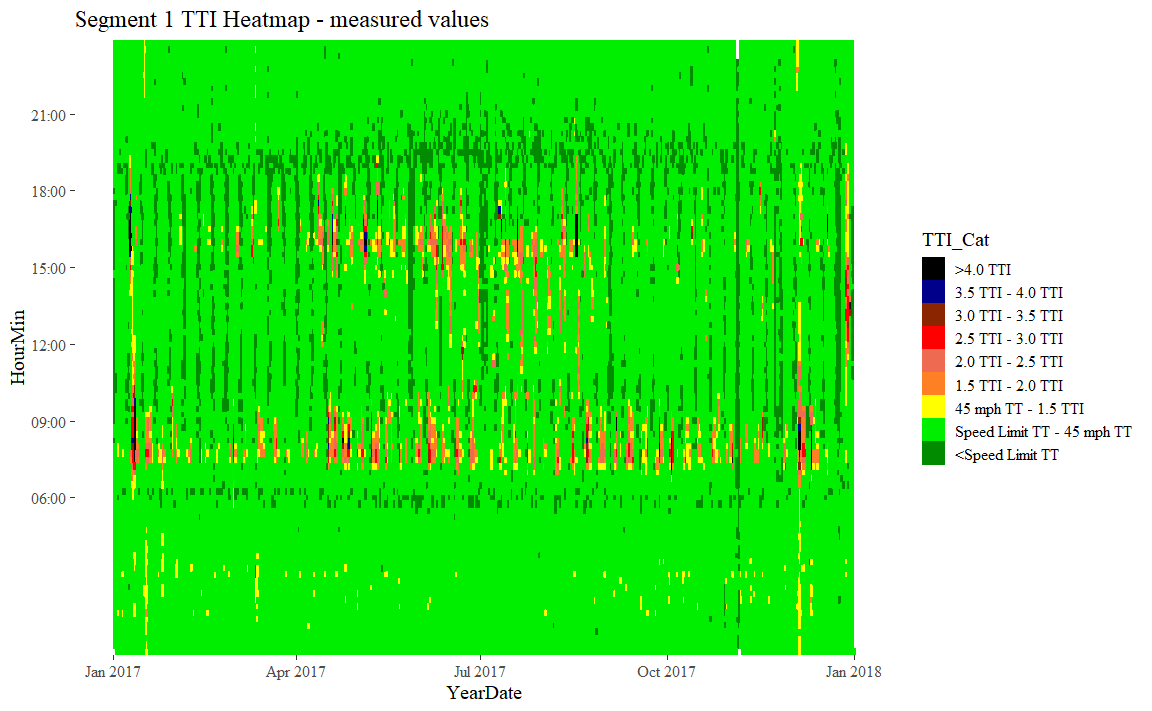 Segment 1 TTI Heatmap - measured values
HourMin
21:00
18:00
15:00
12:00
09:00
06:00
Jan 2017
Apr 2017
Jul 2017
Oct 2017
Jan 2018
YearDate
TTI_Cat
>4.0 TTI
3.5 TTI - 4.0 TTI
3.0 TTI - 3.5 TTI
2.5 TTI - 3.0 TTI
2.0 TTI - 2.5 TTI
1.5 TTI - 2.0 TTI
45 mph TT - 1.5 TTI
Speed Limit TT - 45 mph TT
<Speed Limit TT